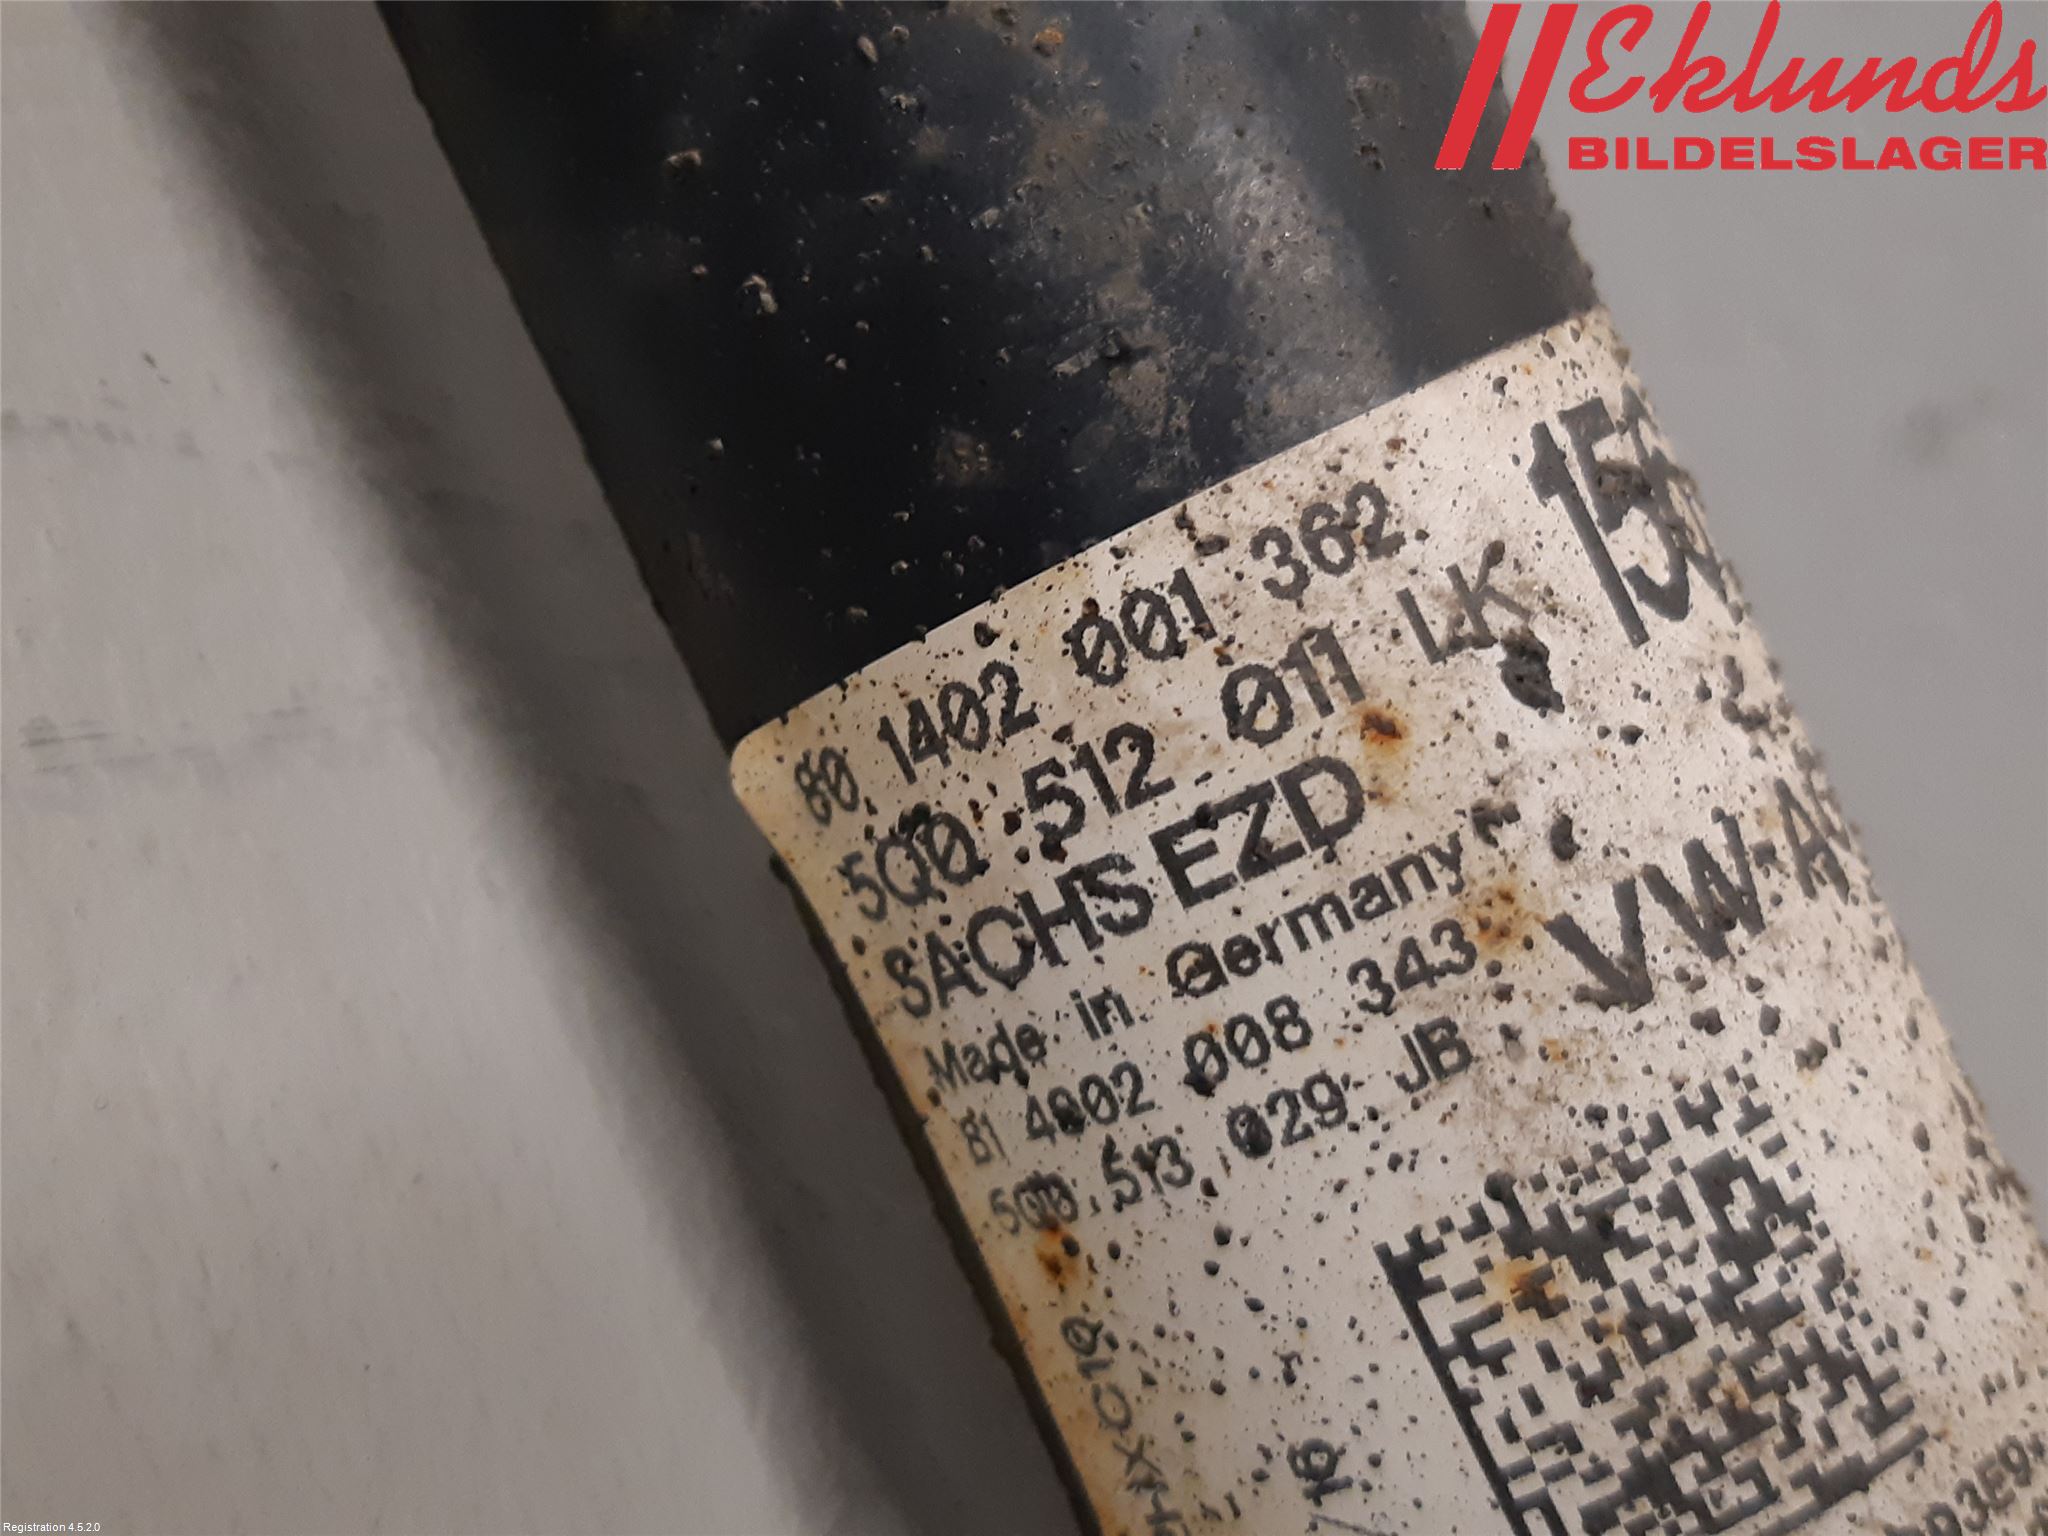 Eklunds
BILDELSLAGER
80 1402 001 362
5Q0 512 011 LK
SACHS EZD
Made in Germany
81 4002 008 343
5Q0 513 029 JB
VW-
Registration 4.5.2.0